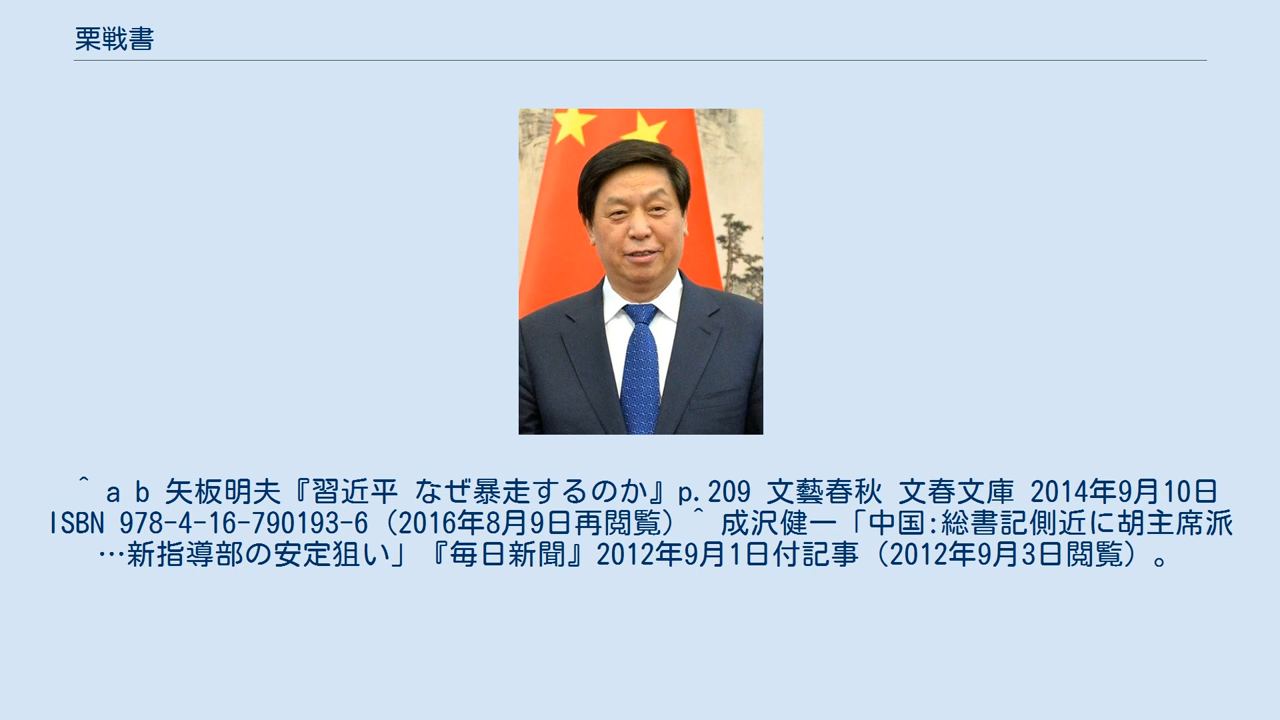 栗戦書
^ a b 矢板明夫『習近平 なぜ暴走するのか』p.209 文藝春秋 文春文庫 2014年9月10日
ISBN 978-4-16-790193-6（2016年8月9日再閲覧）^ 成沢健一「中国:総書記側近に胡主席派
…新指導部の安定狙い」『毎日新聞』2012年9月1日付記事（2012年9月3日閲覧）。